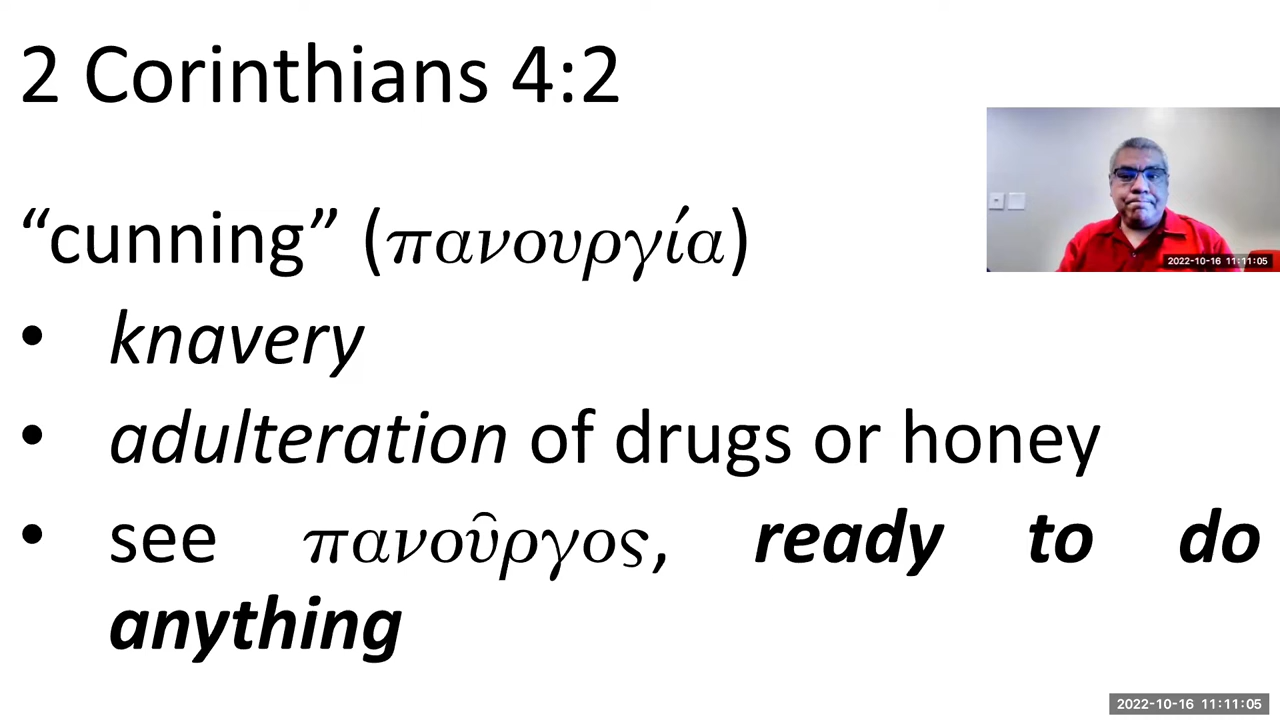 2 Corinthians 4:2
“cunning” (πανουργία)
• knavery
• adulteration of drugs or honey
• see πανοῦργος, ready to do
anything
2022-10-16 11:11:05
2022-10-16 11:11:05